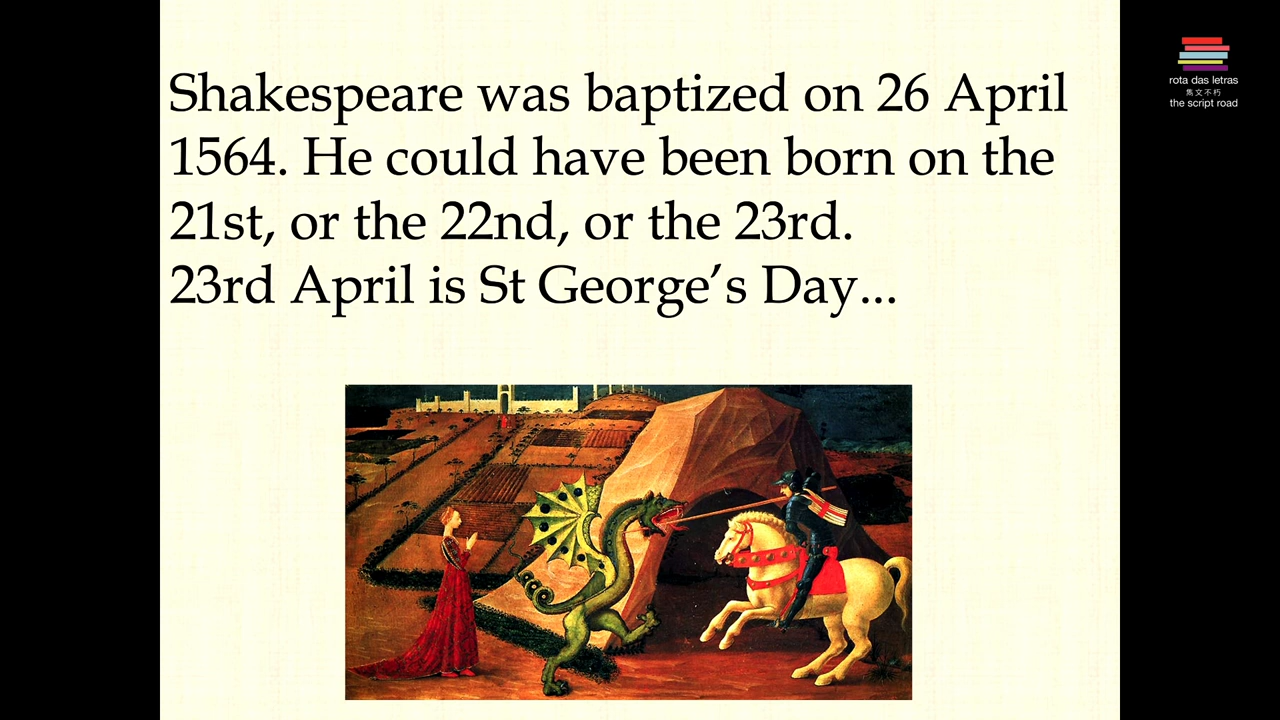 Shakespeare was baptized on 26 April
1564. He could have been born on the
21st, or the 22nd, or the 23rd.
23rd April is St George’s Day...
rota das letras
雋文不朽
the script road